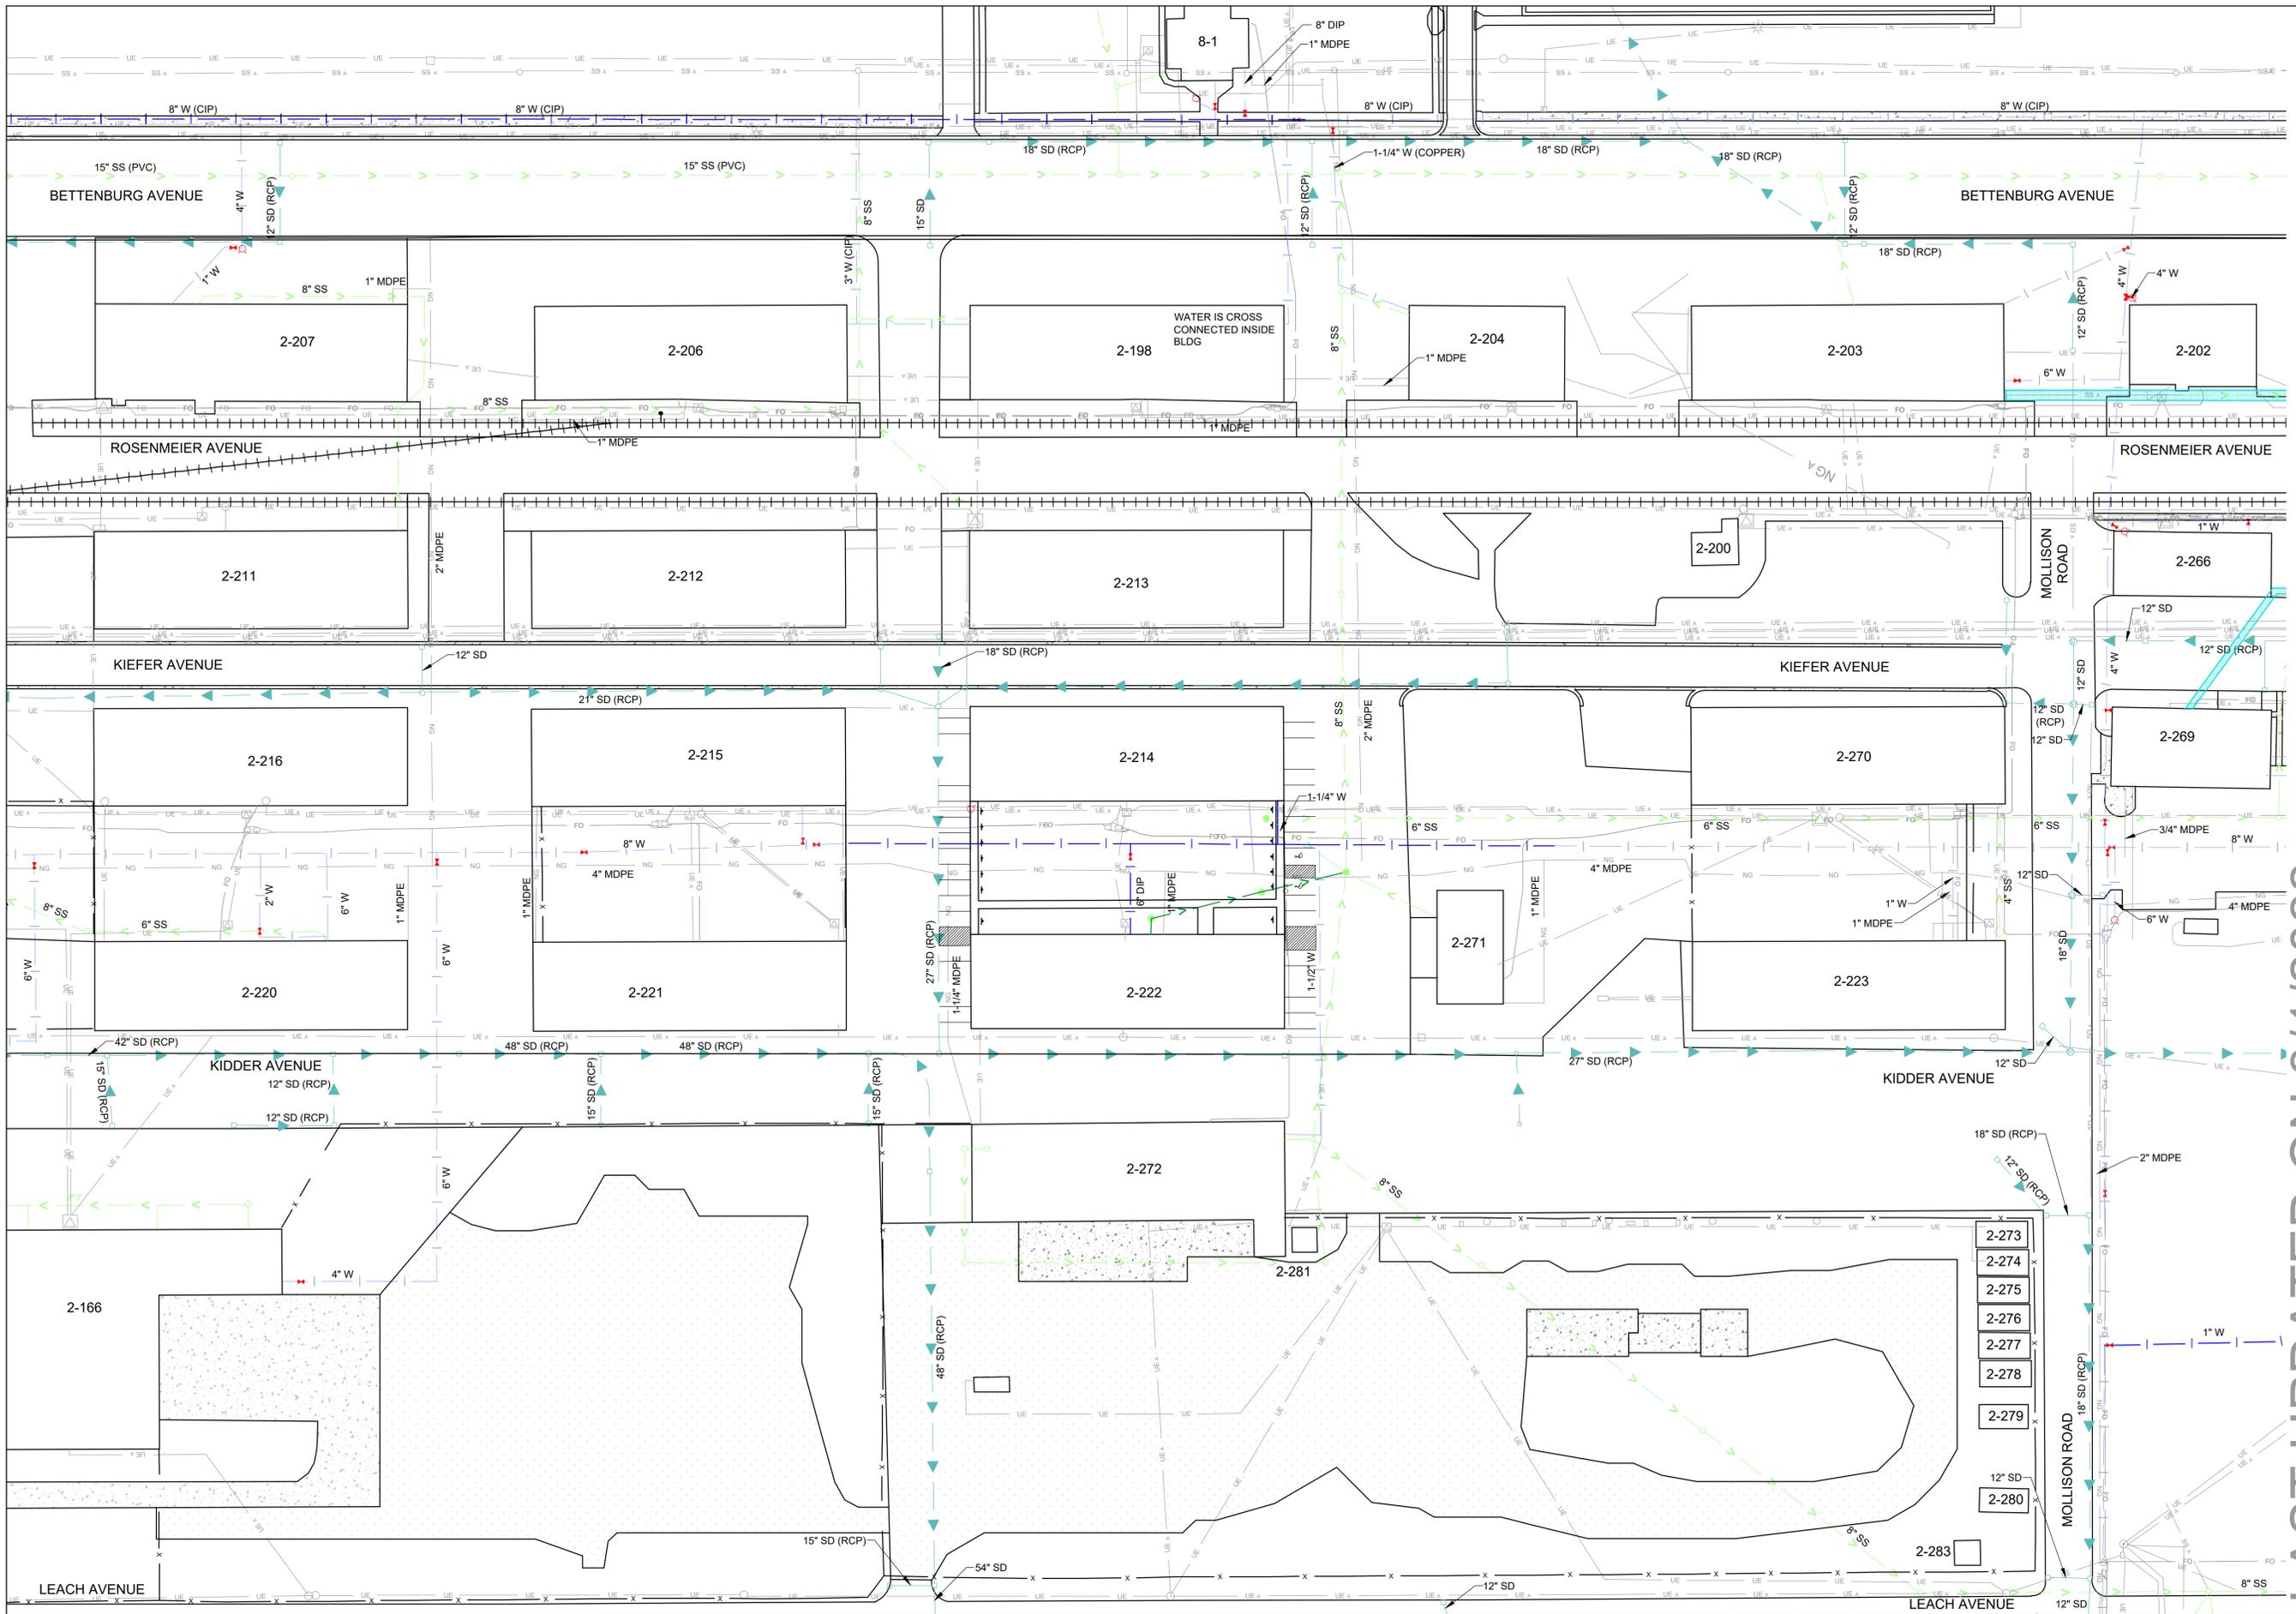 8-1
8" DIP
1" MDPE
8" W (CIP)
8" W (CIP)
8" W (CIP)
8" W (CIP)
15" SS (PVC)
15" SS (PVC)
18" SD (RCP)
1-1/4" W (COPPER)
18" SD (RCP)
18" SD (RCP)
BETTENBURG AVENUE
BETTENBURG AVENUE
4" W
12" SD (RCP)
8" SS
15" SD
12" SD (RCP)
12" SD (RCP)
1" W
8" SS
1" MDPE
3" W (CIP)
18" SD (RCP)
4" W
4" W
12" SD (RCP)
2-207
2-206
2-198
WATER IS CROSS
CONNECTED INSIDE
BLDG
8" SS
2-204
1" MDPE
2-203
2-202
6" W
8" SS
1" MDPE
1" MDPE
ROSENMEIER AVENUE
ROSENMEIER AVENUE
NG A
1" W
2-211
2" MDPE
2-212
2-213
2-200
MOLLISON
ROAD
2-266
12" SD
12" SD (RCP)
KIEFER AVENUE
12" SD
18" SD (RCP)
KIEFER AVENUE
12" SD
4" W
21" SD (RCP)
8" SS
2" MDPE
12" SD
(RCP)
12" SD
2-216
2-215
2-214
2-270
2-269
1-1/4" W
6" SS
6" SS
6" SS
3/4" MDPE
8" W
8" W
4" MDPE
4" MDPE
12" SD
4" MDPE
8" SS
6" SS
2" W
6" W
1" MDPE
1" MDPE
6" DIP
1" MDPE
1" MDPE
1" W
1" MDPE
4" SS
6" W
6" W
6" W
27" SD (RCP)
1-1/4" MDPE
1-1/2" W
2-271
18" SD
2-220
2-221
2-222
2-223
42" SD (RCP)
48" SD (RCP)
48" SD (RCP)
27" SD (RCP)
12" SD
KIDDER AVENUE
KIDDER AVENUE
15" SD (RCP)
12" SD (RCP)
12" SD (RCP)
15" SD (RCP)
15" SD (RCP)
18" SD (RCP)
12" SD (RCP)
2" MDPE
6" W
2-272
8" SS
4" W
2-166
2-281
2-273
2-274
2-275
2-276
2-277
2-278
2-279
2-280
2-283
48" SD (RCP)
18" SD (RCP)
1" W
MOLLISON ROAD
12" SD
8" SS
15" SD (RCP)
54" SD
12" SD
12" SD
8" SS
LEACH AVENUE
LEACH AVENUE